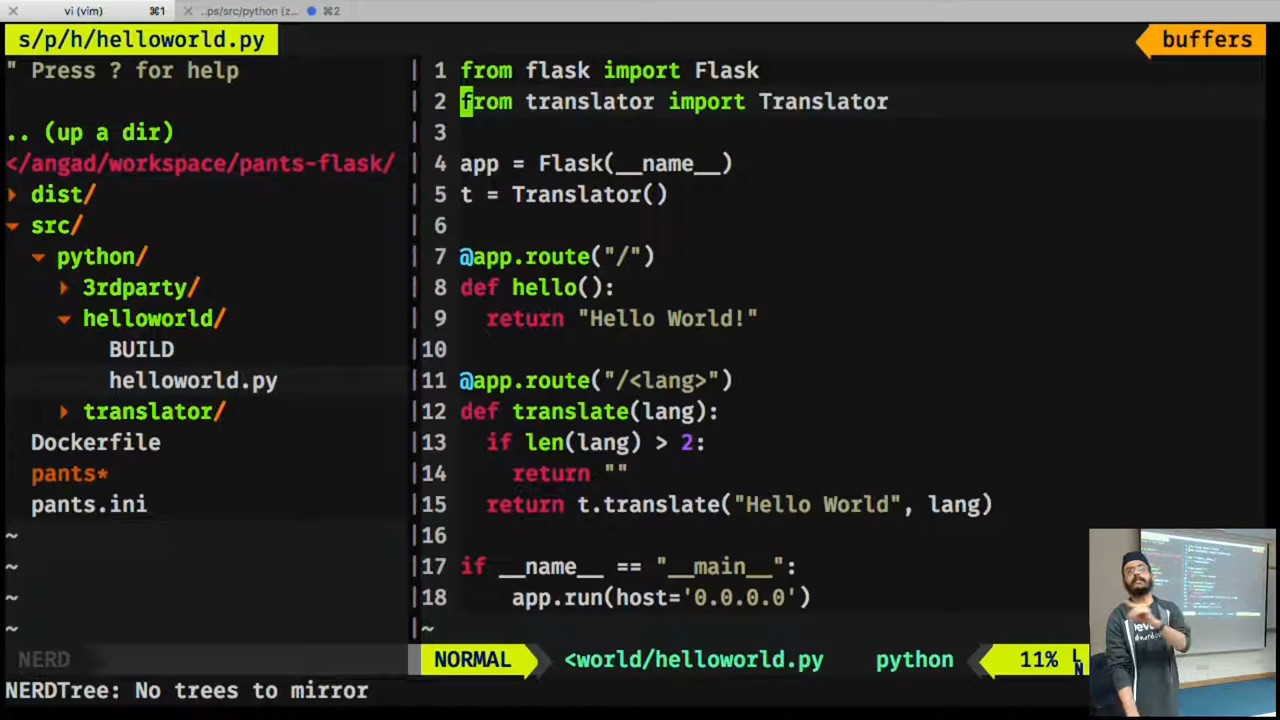 vi (vim) ⌘1 ..ps/src/python (z... ⌘2
s/p/h/helloworld.py buffers
" Press ? for help
.. (up a dir)
</angad/workspace/pants-flask/
dist/
src/
python/
3rdparty/
helloworld/
BUILD
helloworld.py
translator/
Dockerfile
pants*
pants.ini
~
~
~
~
NERD
1 from flask import Flask
2 from translator import Translator
3
4 app = Flask(__name__)
5 t = Translator()
6
7 @app.route("/")
8 def hello():
9 return "Hello World!"
10
11 @app.route("/<lang>")
12 def translate(lang):
13 if len(lang) > 2:
14 return ""
15 return t.translate("Hello World", lang)
16
17 if __name__ == "__main__":
18 app.run(host='0.0.0.0')
~
NORMAL <world/helloworld.py python 11% L N
NERDTree: No trees to mirror